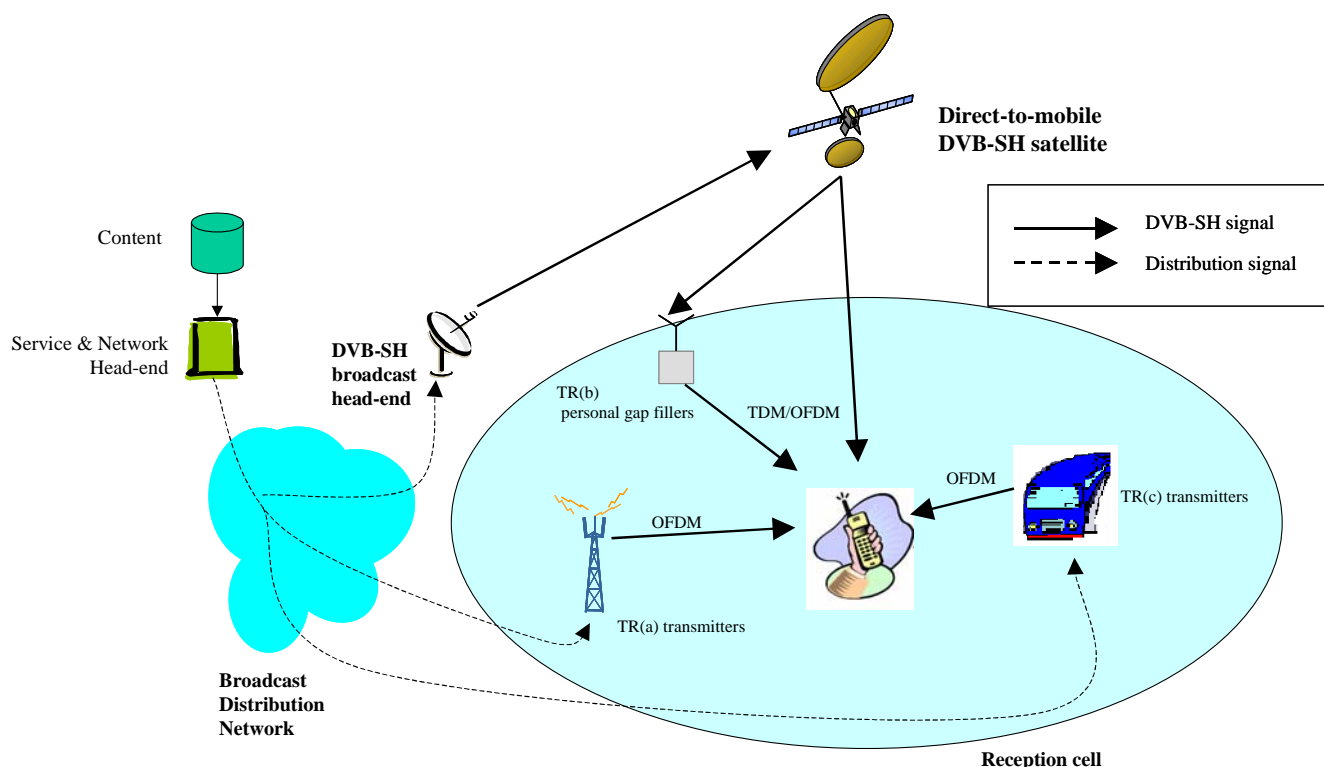 Direct-to-mobile
DVB-SH satellite
DVB-SH signal
Distribution signal
Content
Service & Network
Head-end
DVB-SH
broadcast
head-end
TR(b)
personal gap fillers
TDM/OFDM
OFDM
TR(c) transmitters
OFDM
TR(a) transmitters
Broadcast
Distribution
Network
Reception cell